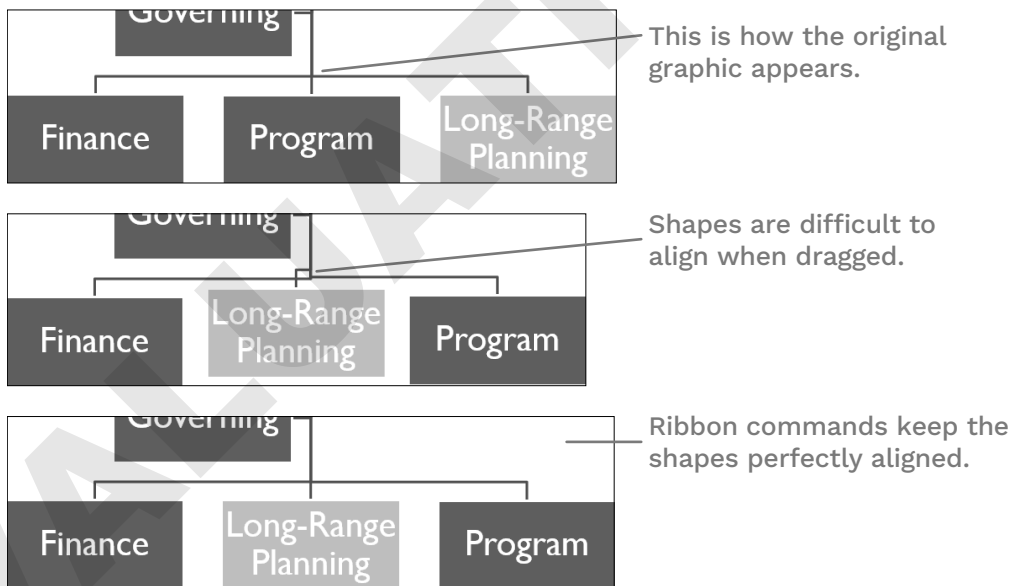 Governing
This is how the original
graphic appears.
Finance
Program
Long-Range
Planning
Governing
Shapes are difficult to
align when dragged.
Finance
Long-Range
Planning
Program
Governing
Ribbon commands keep the
shapes perfectly aligned.
Finance
Long-Range
Planning
Program